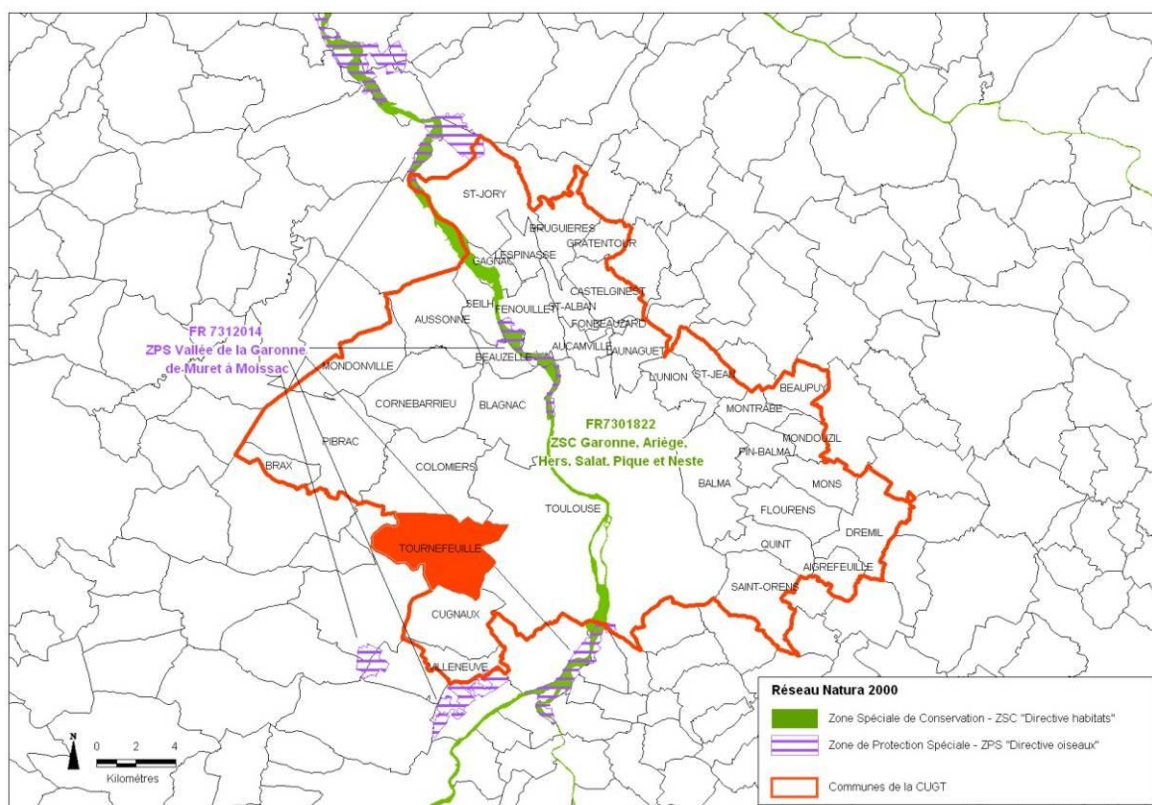 ST-JORY
BRUGUIERES
GRATENTOUR
LESPINASSE
GAGNAC
CASTELGINEST
SEILH
FENOUILLET
ST-ALBAN
AUSSONNE
FONBEAUZARD
FR 7312014
ZPS Vallée de la Garonne
de Muret à Moissac
AUCAMVILLE
LAUNAGUET
BEAUZELLE
MONDONVILLE
L'UNION
ST-JEAN
BEAUPUY
CORNEBARRIEU
BLAGNAC
MONTRABE
FR7301822
ZSC Garonne, Ariège,
Hers, Salat, Pique et Neste
PIBRAC
MONDOUZIL
PIN-BALMA
BRAX
COLOMIERS
BALMA
MONS
TOULOUSE
FLOURENS
DREMIL
TOURNEFEUILLE
QUINT
AIGREFEUILLE
SAINT-ORENS
CUGNAUX
VILLENEUVE
Réseau Natura 2000
Zone Spéciale de Conservation - ZSC "Directive habitats"
Zone de Protection Spéciale - ZPS "Directive oiseaux"
Communes de la CUGT
N
0 2 4
Kilomètres